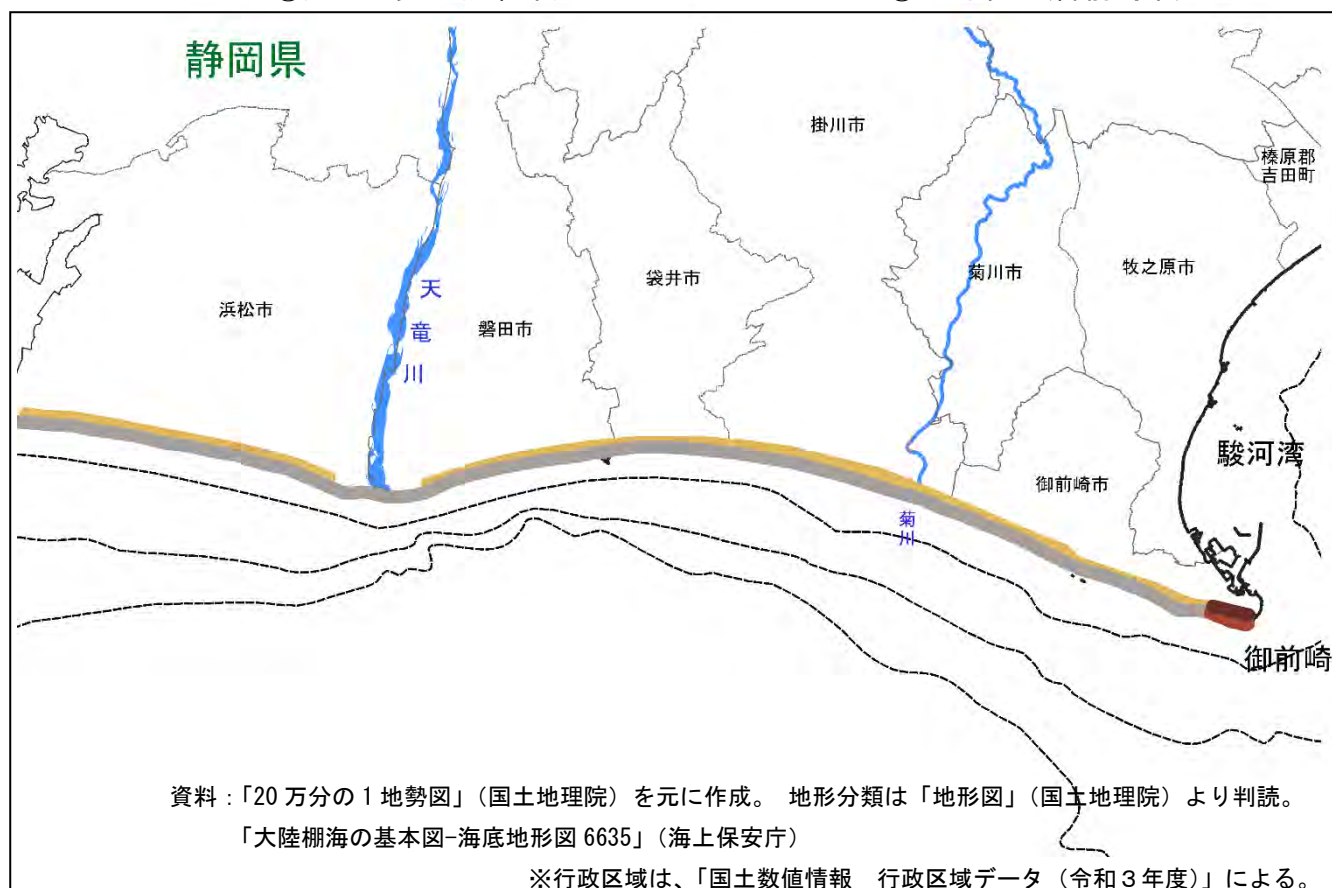 静岡県
掛川市
榛原郡
吉田町
浜松市
天竜川
磐田市
袋井市
菊川市
牧之原市
駿河湾
御前崎市
菊川
御前崎
資料：「20 万分の 1 地勢図」（国土地理院）を元に作成。 地形分類は「地形図」（国土地理院）より判読。
「大陸棚海の基本図-海底地形図 6635」（海上保安庁）
※行政区域は、「国土数値情報　行政区域データ（令和３年度）」による。